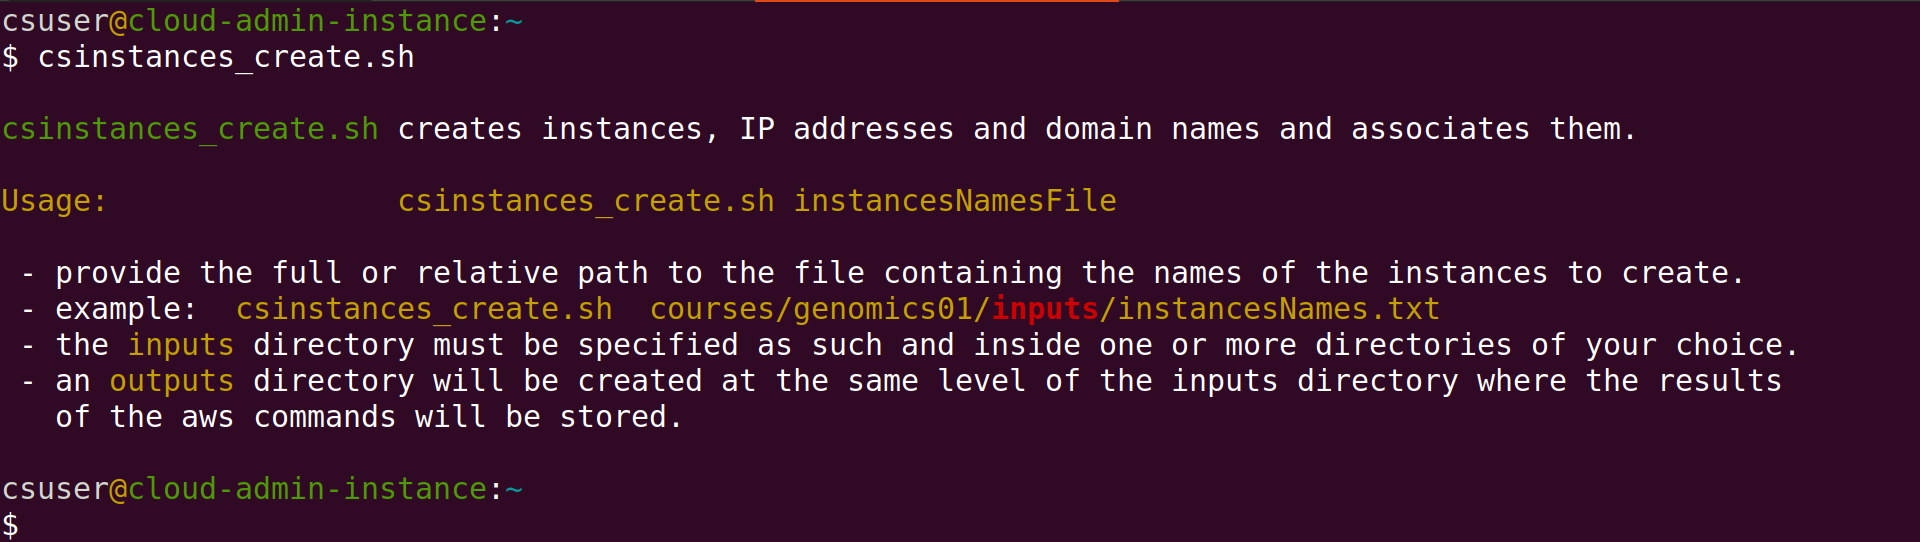 csuser@cloud-admin-instance:~
$ csinstances_create.sh
csinstances_create.sh creates instances, IP addresses and domain names and associates them.
Usage:                csinstances_create.sh instancesNamesFile
 - provide the full or relative path to the file containing the names of the instances to create.
 - example:  csinstances_create.sh  courses/genomics01/inputs/instancesNames.txt
 - the inputs directory must be specified as such and inside one or more directories of your choice.
 - an outputs directory will be created at the same level of the inputs directory where the results
   of the aws commands will be stored.
csuser@cloud-admin-instance:~
$